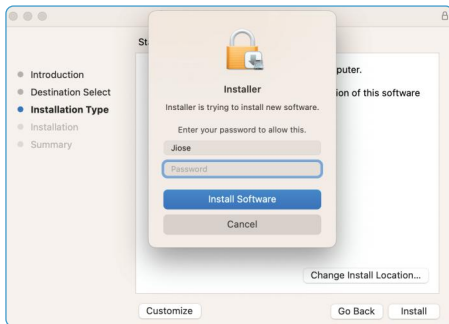 St
Introduction
Destination Select
Installation Type
Installation
Summary
puter.
ion of this software
Installer
Installer is trying to install new software.
Enter your password to allow this.
Jiose
Password
Install Software
Cancel
Change Install Location...
Customize
Go Back
Install